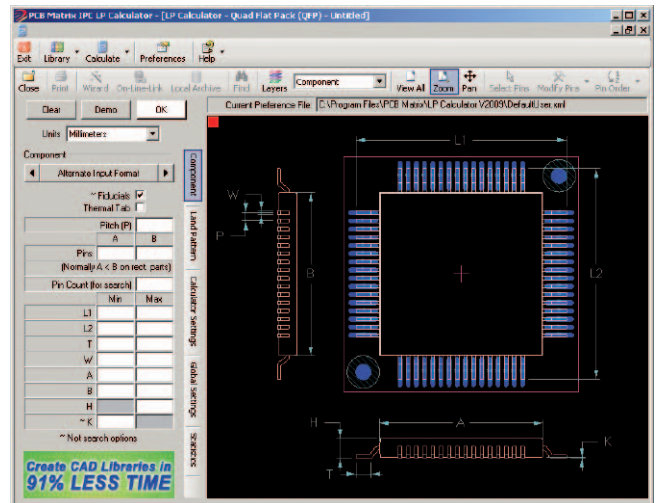 PCB Matrix IPC LP Calculator - [LP Calculator - Quad Flat Pack (QFP) - Untitled]
Exit Library Calculate Preferences Help
Close Print Wizard On-Line-Link Local Archive Find Layers Component View All Zoom Pan Select Pins Modify Pins Pin Order
Clear Demo OK
Current Preference File C:\Program Files\PCB Matrix\LP Calculator V2009\DefaultUser.xml
Units Millimeters
Component
Alternate Input Format
~ Fiducials
Thermal Tab
Pitch (P)
A B
Pins
(Normally A < B on rect. parts)
Pin Count (for search)
Min Max
L1
L2
T
W
A
B
H
~ K
~ Not search options
Create CAD Libraries in
91% LESS TIME
Component
Land Pattern
Calculator Settings
Global Settings
Statistics
L1
W
P
B
L2
H
A
K
T